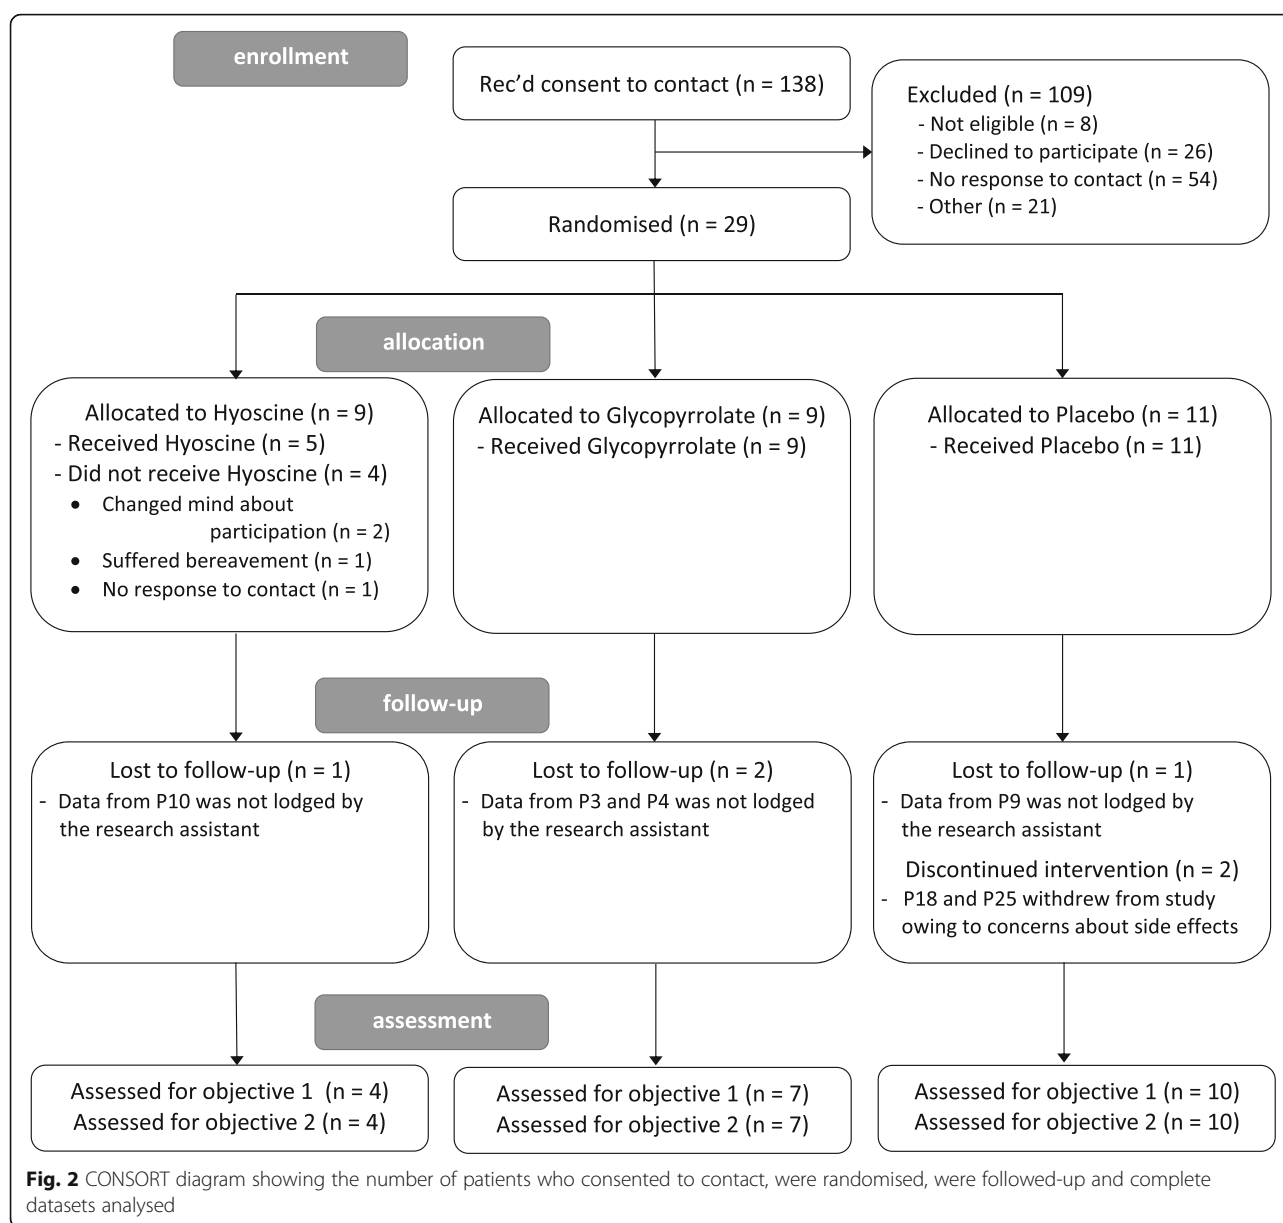 enrollment
Rec'd consent to contact (n = 138)
Excluded (n = 109)
- Not eligible (n = 8)
- Declined to participate (n = 26)
- No response to contact (n = 54)
- Other (n = 21)
Randomised (n = 29)
allocation
Allocated to Hyoscine (n = 9)
- Received Hyoscine (n = 5)
- Did not receive Hyoscine (n = 4)
• Changed mind about
participation (n = 2)
• Suffered bereavement (n = 1)
• No response to contact (n = 1)
Allocated to Glycopyrrolate (n = 9)
- Received Glycopyrrolate (n = 9)
Allocated to Placebo (n = 11)
- Received Placebo (n = 11)
follow-up
Lost to follow-up (n = 1)
- Data from P10 was not lodged by
the research assistant
Lost to follow-up (n = 2)
- Data from P3 and P4 was not lodged
by the research assistant
Lost to follow-up (n = 1)
- Data from P9 was not lodged by
the research assistant
Discontinued intervention (n = 2)
- P18 and P25 withdrew from study
owing to concerns about side effects
assessment
Assessed for objective 1 (n = 4)
Assessed for objective 2 (n = 4)
Assessed for objective 1 (n = 7)
Assessed for objective 2 (n = 7)
Assessed for objective 1 (n = 10)
Assessed for objective 2 (n = 10)
Fig. 2 CONSORT diagram showing the number of patients who consented to contact, were randomised, were followed-up and complete
datasets analysed